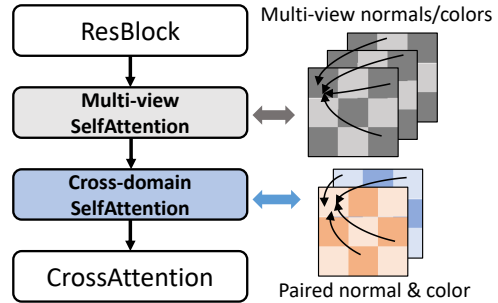 Multi-view normals/colors
ResBlock
Multi-view
SelfAttention
Cross-domain
SelfAttention
CrossAttention
Paired normal & color